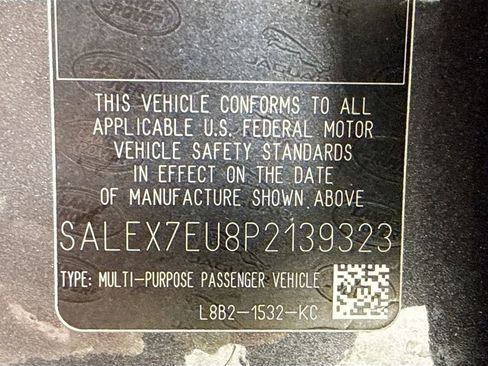 THIS VEHICLE CONFORMS TO ALL
APPLICABLE U.S. FEDERAL MOTOR
VEHICLE SAFETY STANDARDS
IN EFFECT ON THE DATE
OF MANUFACTURE SHOWN ABOVE
SALEX7EU8P2139323
TYPE: MULTI-PURPOSE PASSENGER VEHICLE
L8B2-1532-KC